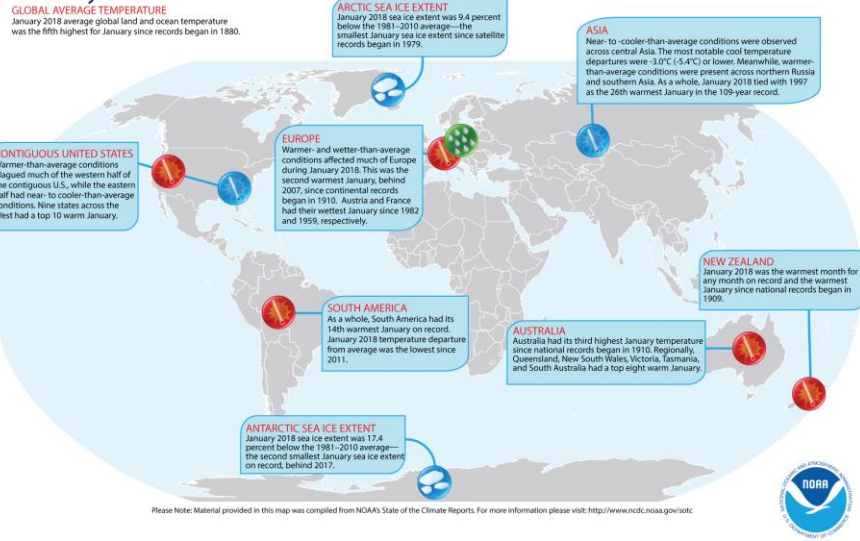 GLOBAL AVERAGE TEMPERATURE
January 2018 average global land and ocean temperature
was the fifth highest for January since records began in 1880.
ARCTIC SEA ICE EXTENT
January 2018 sea ice extent was 9.4 percent
below the 1981–2010 average—the
smallest January sea ice extent since satellite
records began in 1979.
ASIA
Near- to -cooler-than-average conditions were observed
across central Asia. The most notable cool temperature
departures were -3.0°C (-5.4°C) or lower. Meanwhile, warmer-
than-average conditions were present across northern Russia
and southern Asia. As a whole, January 2018 tied with 1997
as the 26th warmest January in the 109-year record.
EUROPE
Warmer- and wetter-than-average
conditions affected much of Europe
during January 2018. This was the
second warmest January, behind
2007, since continental records
began in 1910. Austria and France
had their wettest January since 1982
and 1959, respectively.
CONTIGUOUS UNITED STATES
Warmer-than-average conditions
plagued much of the western half of
the contiguous U.S., while the eastern
half had near- to cooler-than-average
conditions. Nine states across the
West had a top 10 warm January.
NEW ZEALAND
January 2018 was the warmest month for
any month on record and the warmest
January since national records began in
1909.
SOUTH AMERICA
As a whole, South America had its
14th warmest January on record.
January 2018 temperature departure
from average was the lowest since
2011.
AUSTRALIA
Australia had its third highest January temperature
since national records began in 1910. Regionally,
Queensland, New South Wales, Victoria, Tasmania,
and South Australia had a top eight warm January.
ANTARCTIC SEA ICE EXTENT
January 2018 sea ice extent was 17.4
percent below the 1981–2010 average—
the second smallest January sea ice extent
on record, behind 2017.
NATIONAL OCEANIC AND ATMOSPHERIC ADMINISTRATION
NOAA
U.S. DEPARTMENT OF COMMERCE
Please Note: Material provided in this map was compiled from NOAA's State of the Climate Reports. For more information please visit: http://www.ncdc.noaa.gov/sotc